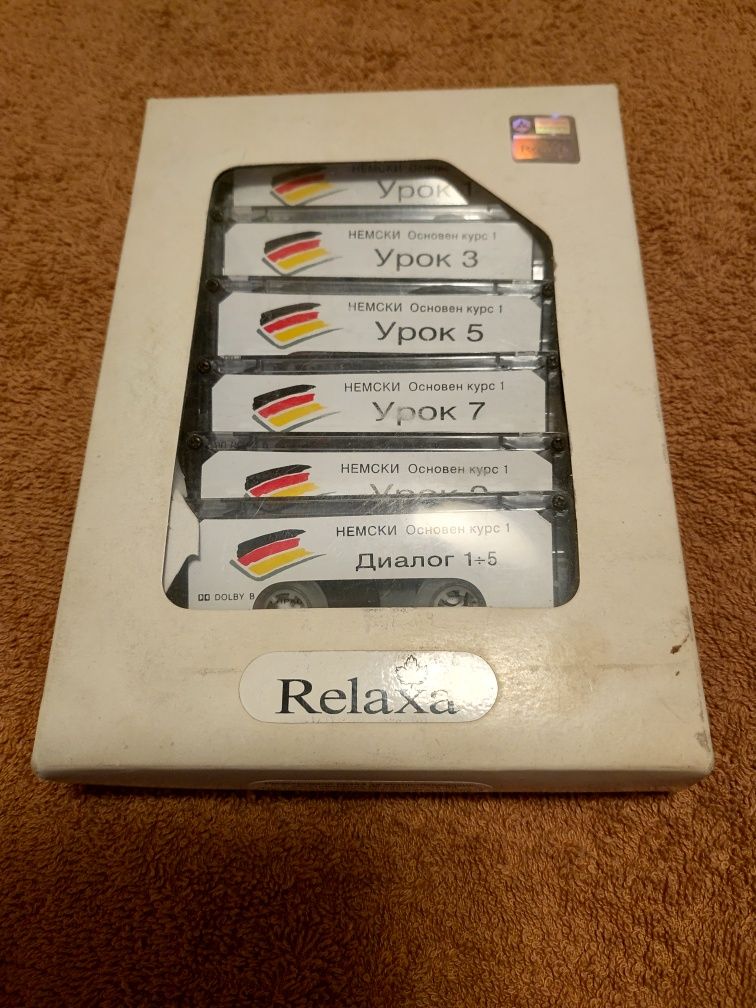 Урок 1
НЕМСКИ Основен курс 1
Урок 3
НЕМСКИ Основен курс 1
Урок 5
НЕМСКИ Основен курс 1
Урок 7
НЕМСКИ Основен курс 1
Урок
НЕМСКИ Основен курс 1
Диалог 1÷5
DOLBY B
Relaxa